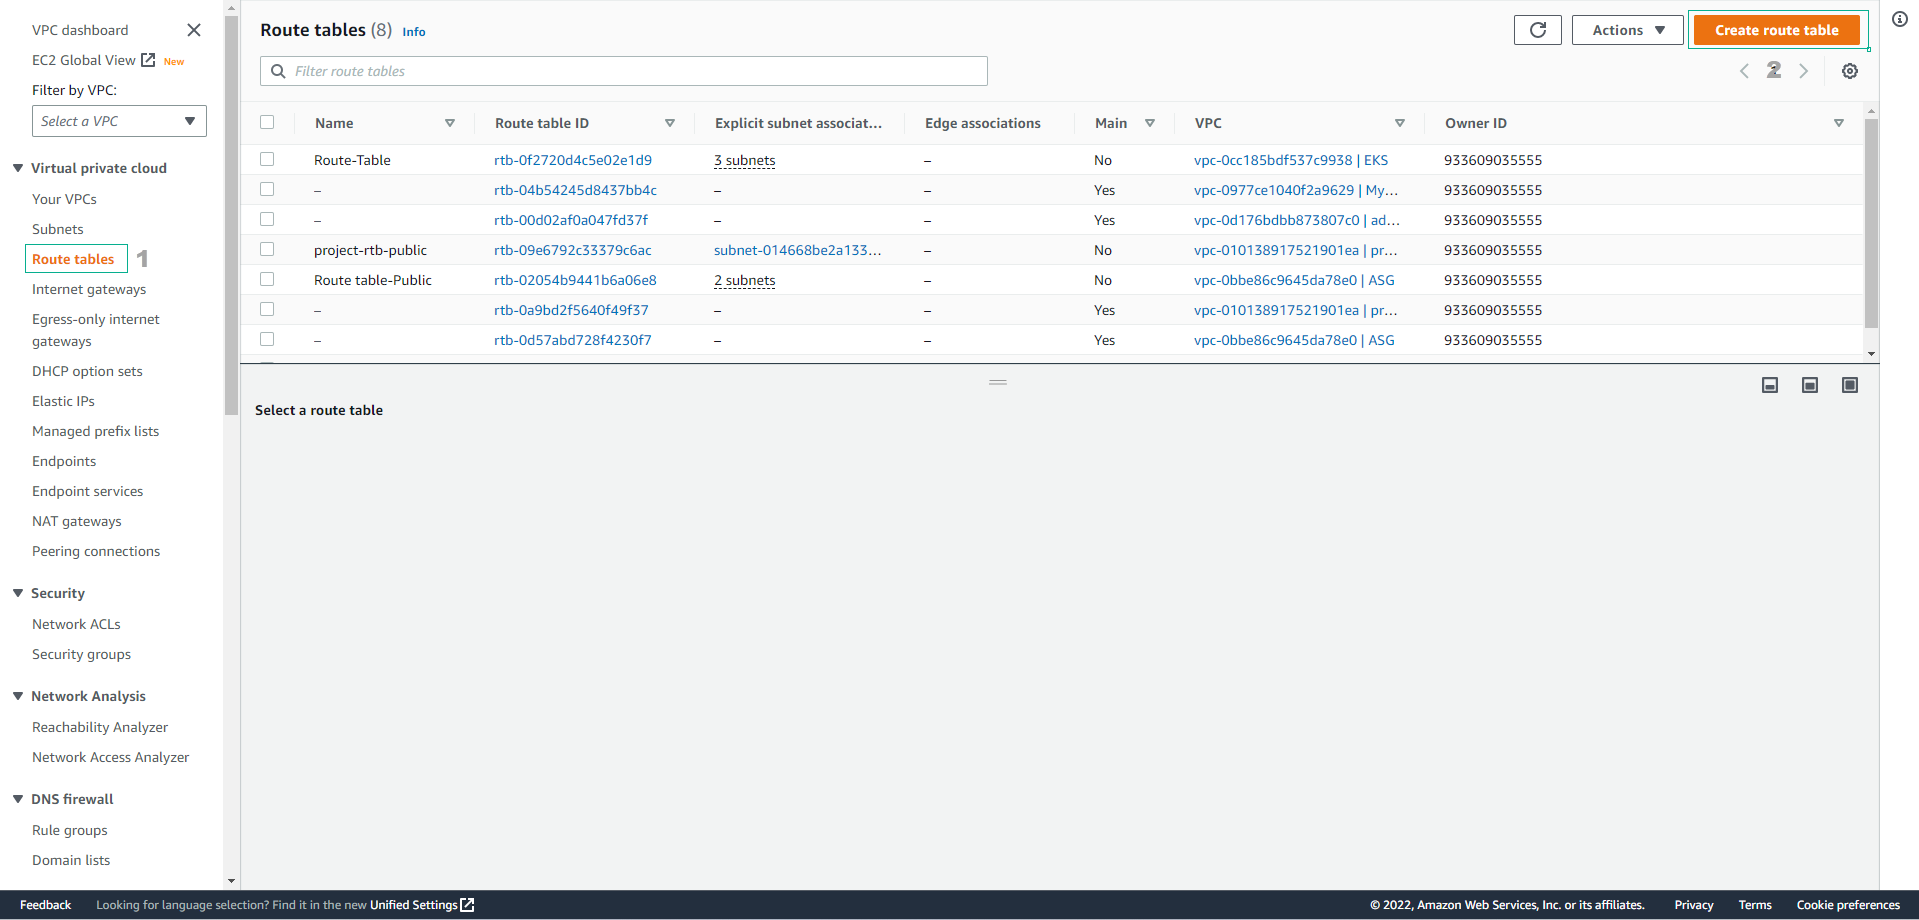 VPC dashboard
EC2 Global View New
Filter by VPC:
Select a VPC
Virtual private cloud
Your VPCs
Subnets
Route tables 1
Internet gateways
Egress-only internet
gateways
DHCP option sets
Elastic IPs
Managed prefix lists
Endpoints
Endpoint services
NAT gateways
Peering connections
Security
Network ACLs
Security groups
Network Analysis
Reachability Analyzer
Network Access Analyzer
DNS firewall
Rule groups
Domain lists
Route tables (8) Info
Actions
Create route table
Filter route tables
2
Name Route table ID Explicit subnet associat... Edge associations Main VPC Owner ID
Route-Table rtb-0f2720d4c5e02e1d9 3 subnets – No vpc-0cc185bdf537c9938 | EKS 933609035555
– rtb-04b54245d8437bb4c – – Yes vpc-0977ce1040f2a9629 | My... 933609035555
– rtb-00d02af0a047fd37f – – Yes vpc-0d176bdbb873807c0 | ad... 933609035555
project-rtb-public rtb-09e6792c33379c6ac subnet-014668be2a133... – No vpc-010138917521901ea | pr... 933609035555
Route table-Public rtb-02054b9441b6a06e8 2 subnets – No vpc-0bbe86c9645da78e0 | ASG 933609035555
– rtb-0a9bd2f5640f49f37 – – Yes vpc-010138917521901ea | pr... 933609035555
– rtb-0d57abd728f4230f7 – – Yes vpc-0bbe86c9645da78e0 | ASG 933609035555
Select a route table
Feedback Looking for language selection? Find it in the new Unified Settings © 2022, Amazon Web Services, Inc. or its affiliates. Privacy Terms Cookie preferences